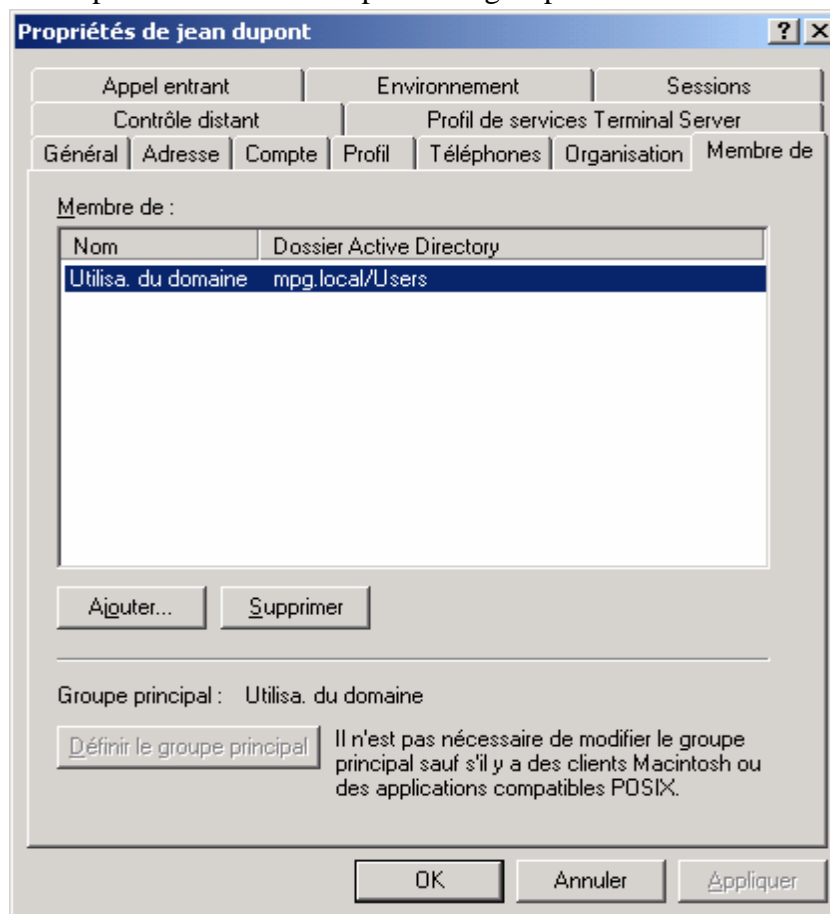 Propriétés de jean dupont
Appel entrant Environnement Sessions
Contrôle distant Profil de services Terminal Server
Général Adresse Compte Profil Téléphones Organisation Membre de
Membre de :
Nom Dossier Active Directory
Utilisa. du domaine mpg.local/Users
Ajouter... Supprimer
Groupe principal : Utilisa. du domaine
Définir le groupe principal
Il n'est pas nécessaire de modifier le groupe
principal sauf s'il y a des clients Macintosh ou
des applications compatibles POSIX.
OK Annuler Appliquer